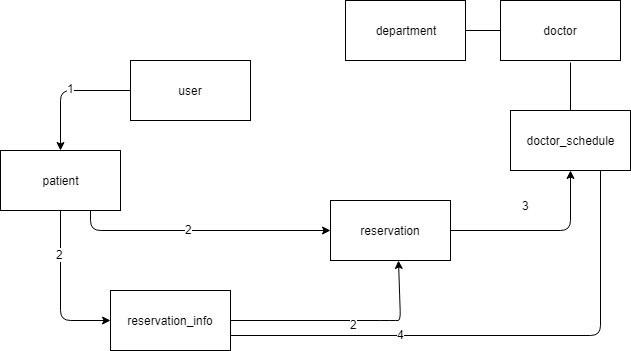 department
doctor
1
user
doctor_schedule
patient
3
2
reservation
2
reservation_info
2
4